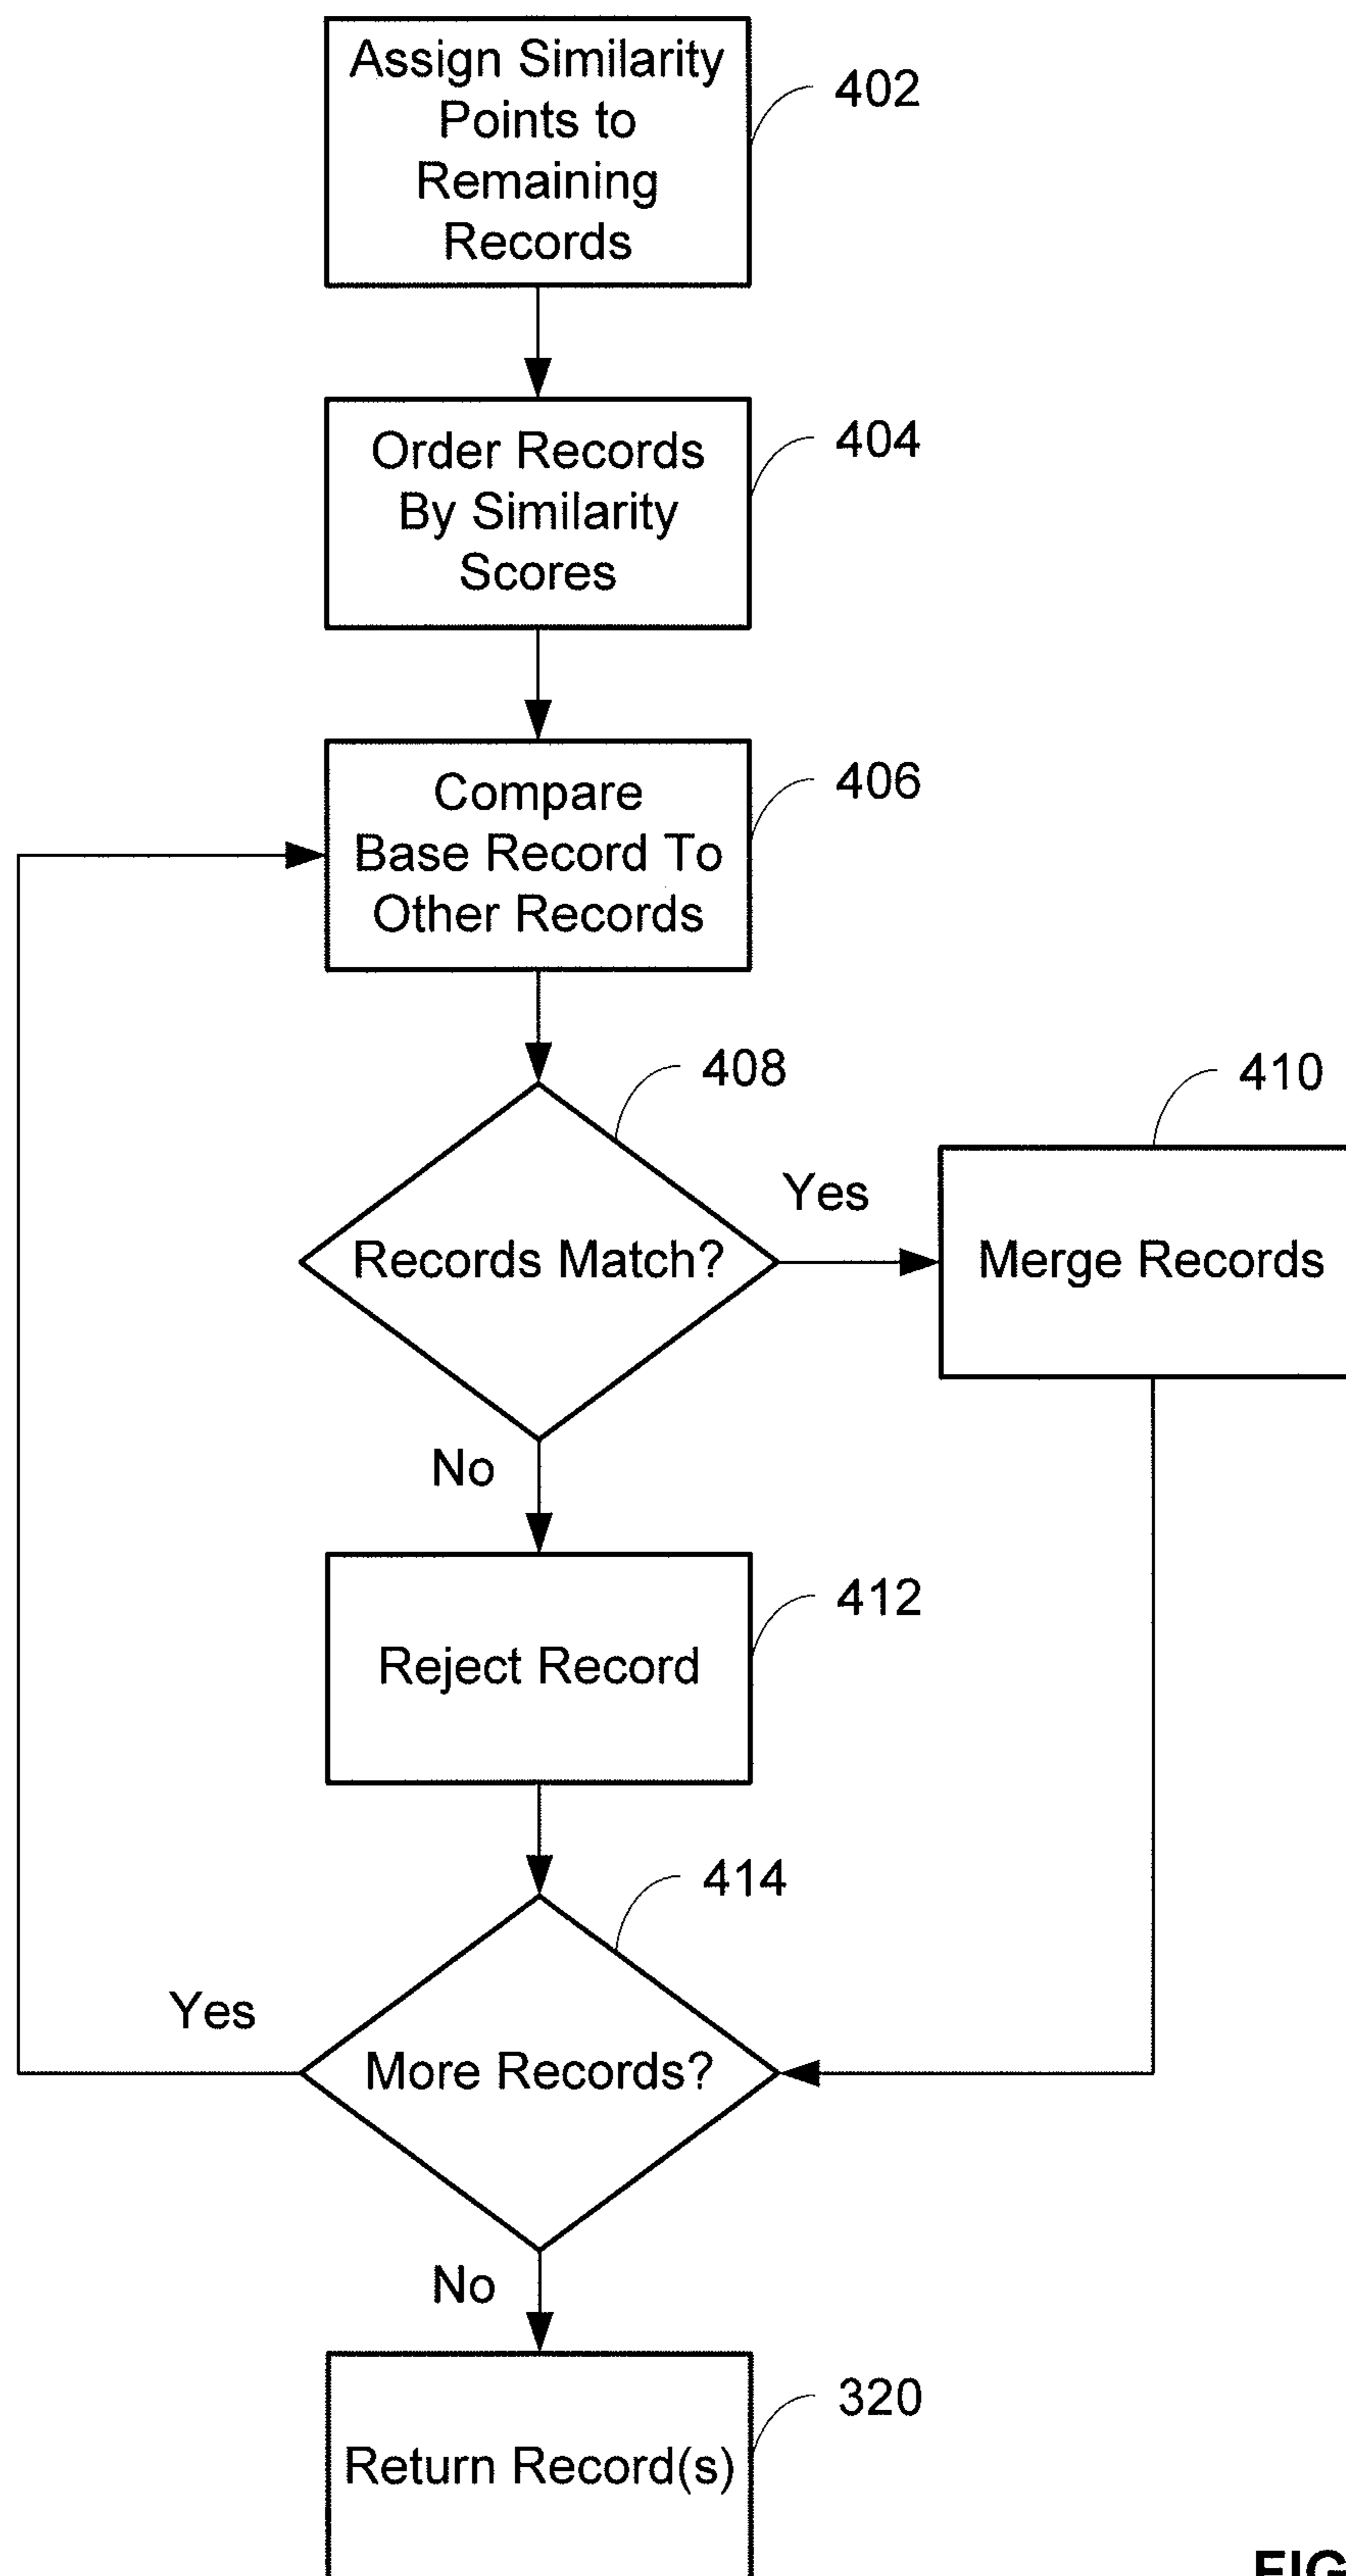 Assign Similarity
Points to
Remaining
Records
402
Order Records
By Similarity
Scores
404
Compare
Base Record To
Other Records
406
408
410
Records Match?
Yes
Merge Records
No
412
Reject Record
414
Yes
More Records?
No
320
Return Record(s)
FIG